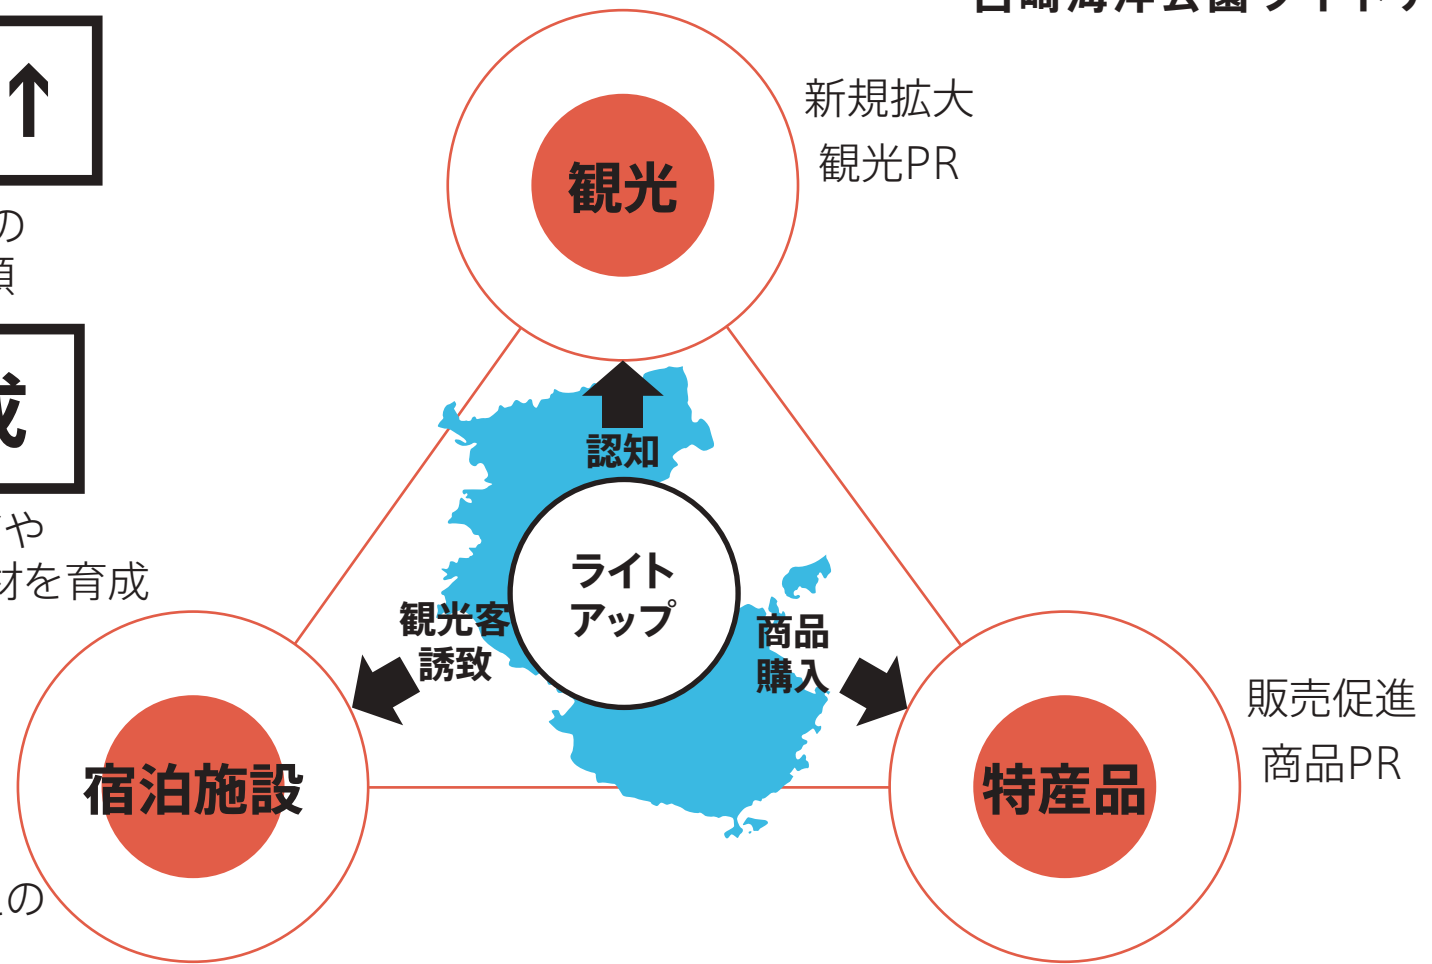 新規拡大
観光PR
観光
↑
の
成
認知
ライト
アップ
や
材を育成
観光客
誘致
商品
購入
宿泊施設
特産品
販売促進
商品PR
の